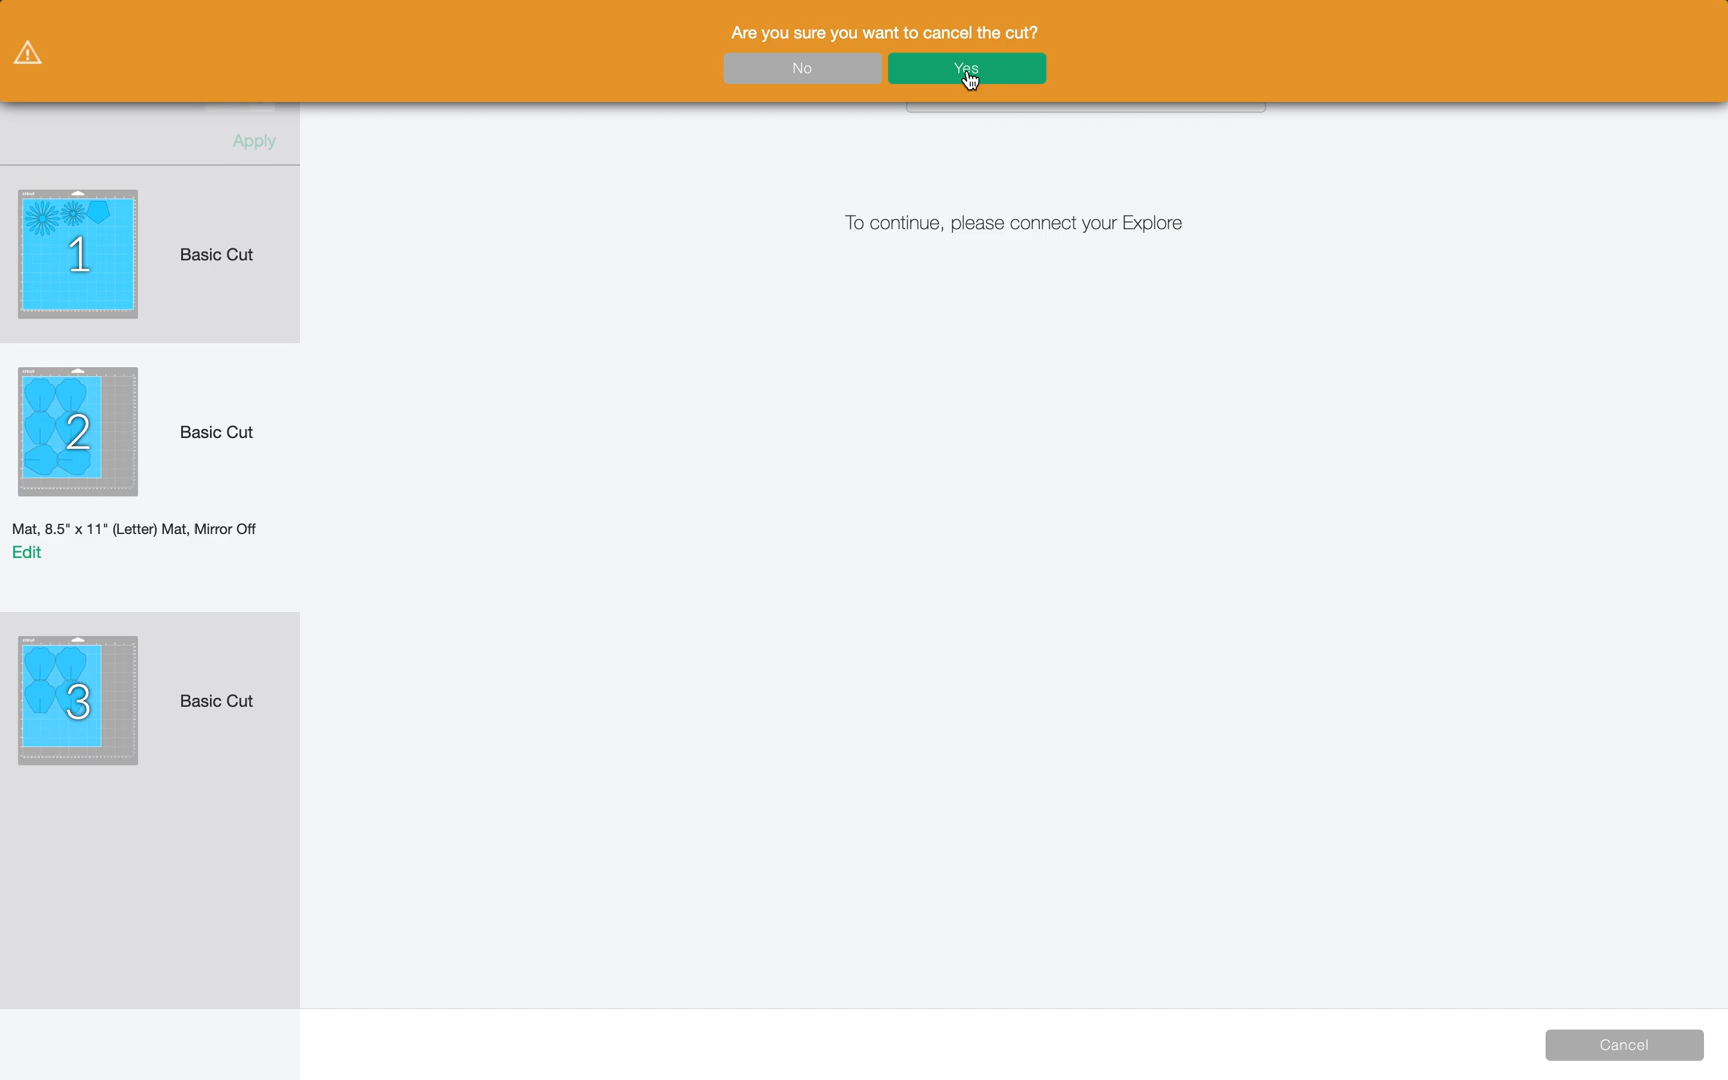 Are you sure you want to cancel the cut?
No
Yes
Apply
1
Basic Cut
To continue, please connect your Explore
2
Basic Cut
Mat, 8.5" x 11" (Letter) Mat, Mirror Off
Edit
3
Basic Cut
Cancel